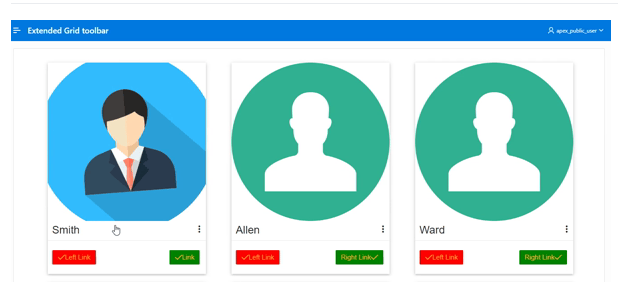 Extended Grid toolbar
apex_public_user
Smith
Allen
Ward
Left Link
Link
Left Link
Right Link
Left Link
Right Link